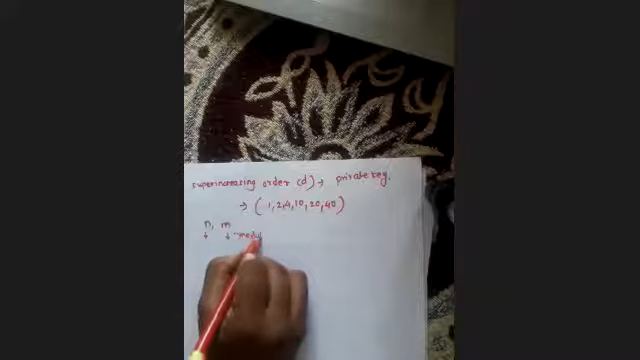 superincreasing order (d) → private key.
→ (1,2,4,10,20,40)
n, m
↓ ↓